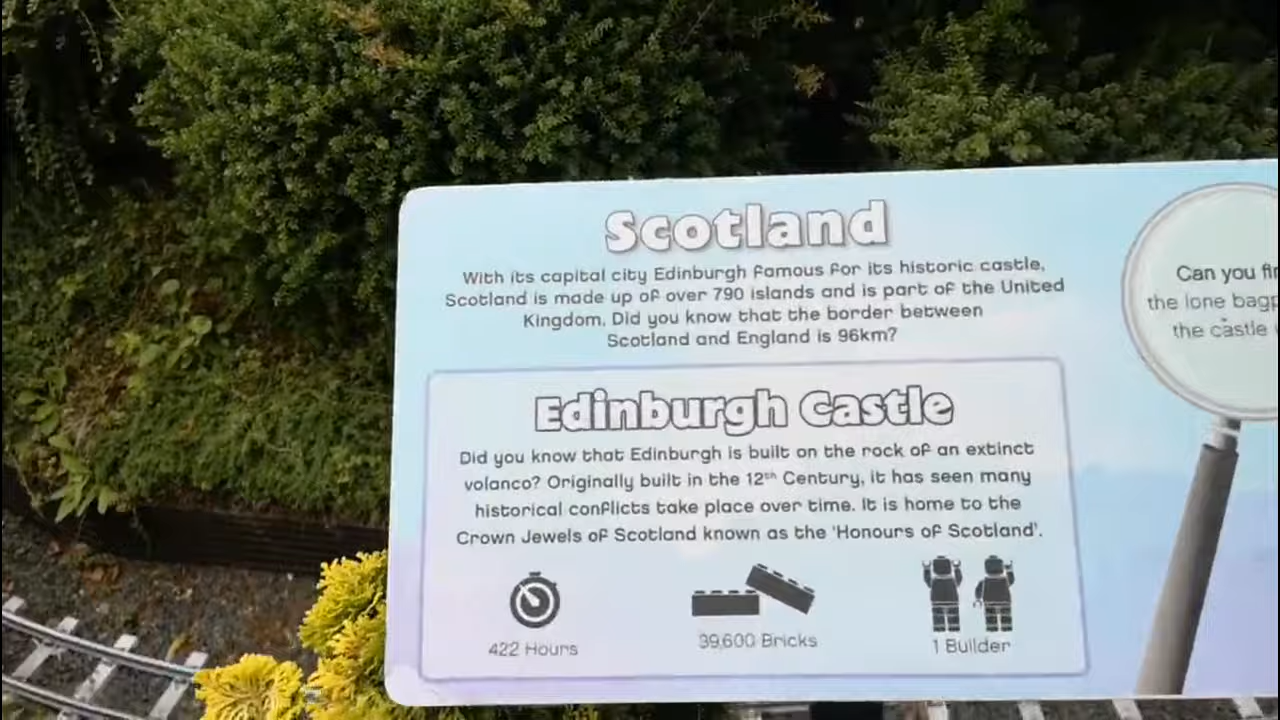 Scotland
With its capital city Edinburgh famous for its historic castle,
Scotland is made up of over 790 islands and is part of the United
Kingdom. Did you know that the border between
Scotland and England is 96km?
Edinburgh Castle
Did you know that Edinburgh is built on the rock of an extinct
volanco? Originally built in the 12th Century, it has seen many
historical conflicts take place over time. It is home to the
Crown Jewels of Scotland known as the 'Honours of Scotland'.
422 Hours
39,600 Bricks
1 Builder
Can you
the lone
the castle